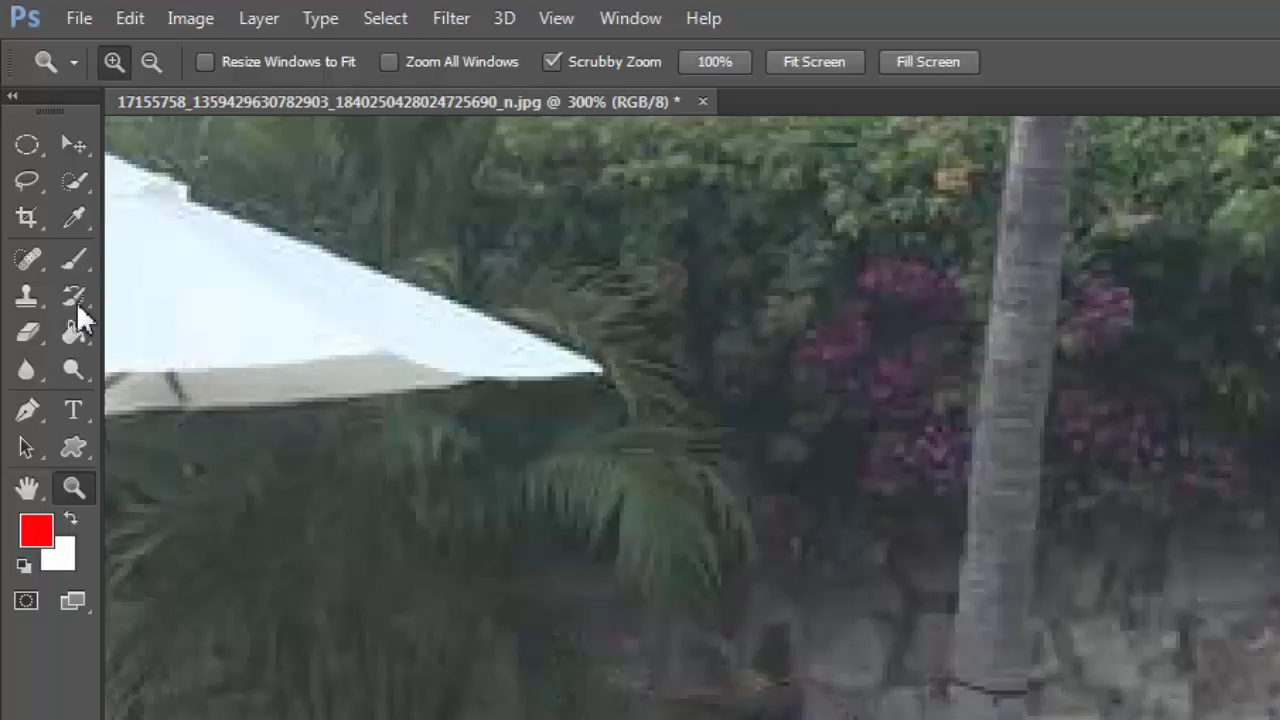 Ps File Edit Image Layer Type Select Filter 3D View Window Help
Resize Windows to Fit Zoom All Windows Scrubby Zoom 100% Fit Screen Fill Screen
17155758_1359429630782903_1840250428024725690_n.jpg @ 300% (RGB/8) * ×
T